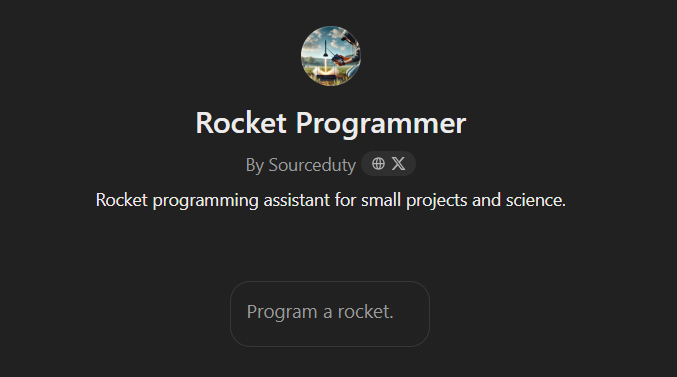 Rocket Programmer
By Sourceduty
Rocket programming assistant for small projects and science.
Program a rocket.